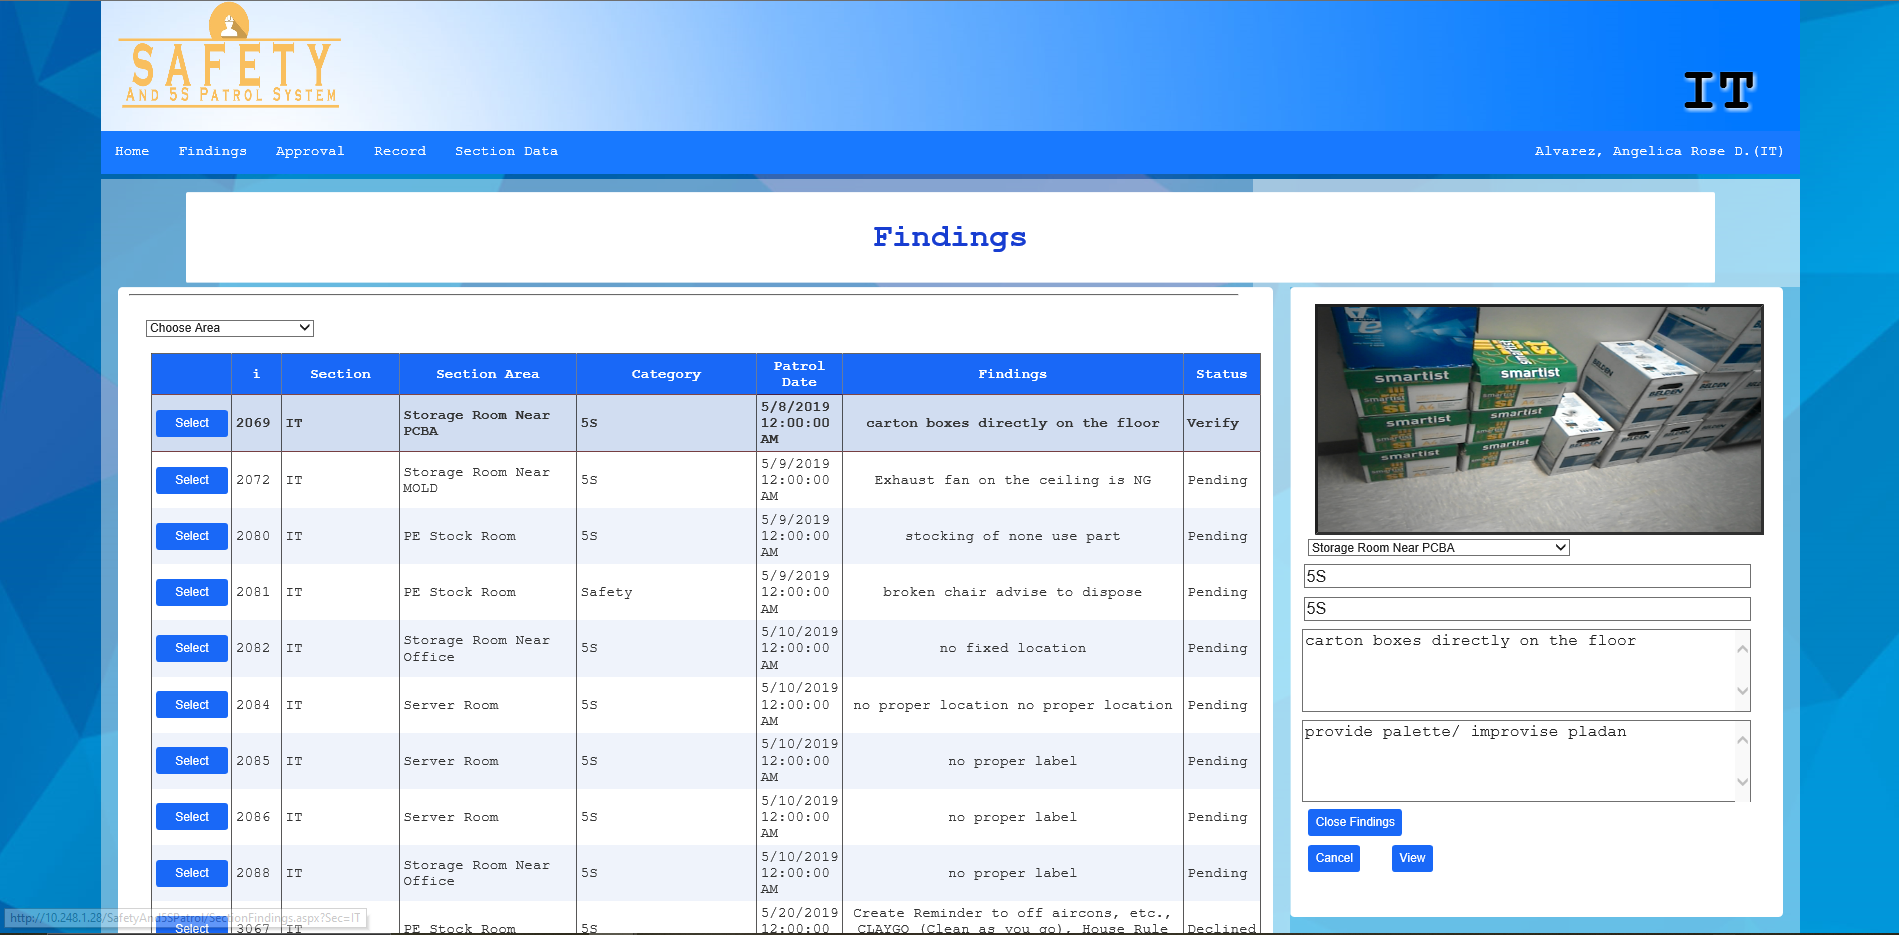 SAFETY
And 5S Patrol System
IT
Home Findings Approval Record Section Data Alvarez, Angelica Rose D.(IT)
Findings
Choose Area
i Section Section Area Category Patrol Date Findings Status
Select 2069 IT Storage Room Near PCBA 5S 5/8/2019 12:00:00 AM carton boxes directly on the floor Verify
Select 2072 IT Storage Room Near MOLD 5S 5/9/2019 12:00:00 AM Exhaust fan on the ceiling is NG Pending
Select 2080 IT PE Stock Room 5S 5/9/2019 12:00:00 AM stocking of none use part Pending
Select 2081 IT PE Stock Room Safety 5/9/2019 12:00:00 AM broken chair advise to dispose Pending
Select 2082 IT Storage Room Near Office 5S 5/10/2019 12:00:00 AM no fixed location Pending
Select 2084 IT Server Room 5S 5/10/2019 12:00:00 AM no proper location no proper location Pending
Select 2085 IT Server Room 5S 5/10/2019 12:00:00 AM no proper label Pending
Select 2086 IT Server Room 5S 5/10/2019 12:00:00 AM no proper label Pending
Select 2088 IT Storage Room Near Office 5S 5/10/2019 12:00:00 AM no proper label Pending
Select 3067 IT PE Stock Room 5S 5/20/2019 12:00:00 Create Reminder to off aircons, etc., CLAYGO (Clean as you go), House Rule Declined
http://10.248.1.28/SafetyAnd5SPatrol/SectionFindings.aspx?Sec=IT
smartist
smartist
smartist
smartist
smartist
smartist
BELDEN
BELDEN
Storage Room Near PCBA
5S
5S
carton boxes directly on the floor
provide palette/ improvise pladan
Close Findings
Cancel View